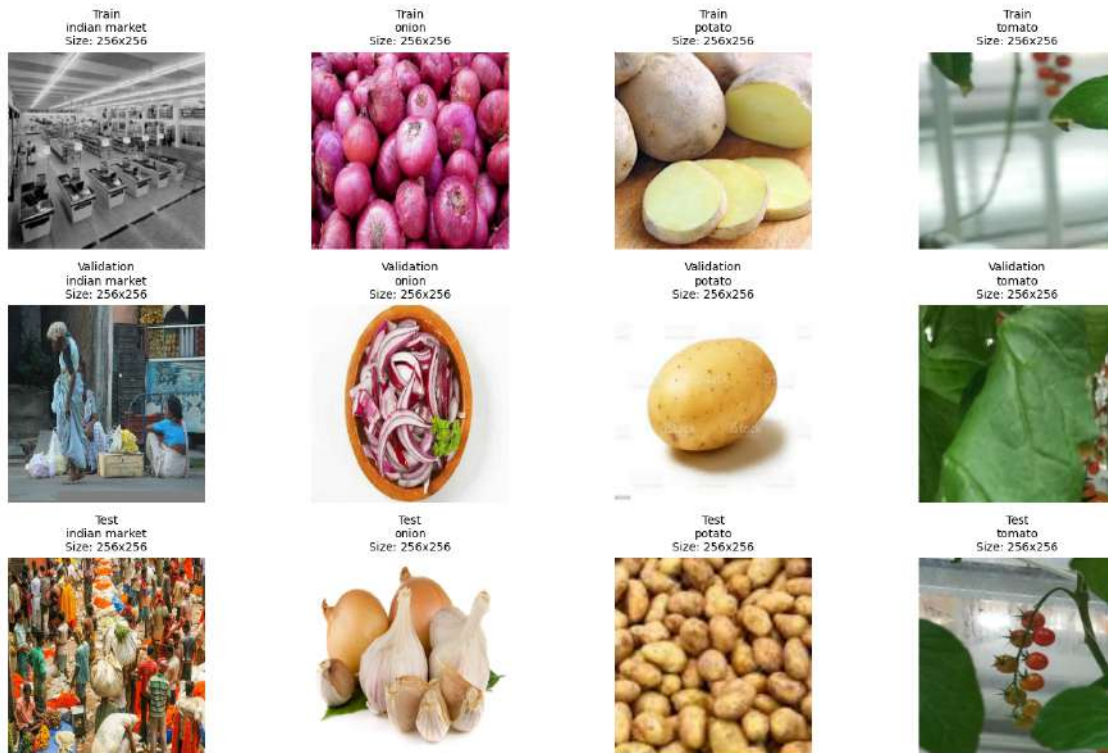 Train
indian market
Size: 256x256
Train
onion
Size: 256x256
Train
potato
Size: 256x256
Train
tomato
Size: 256x256
Validation
indian market
Size: 256x256
Validation
onion
Size: 256x256
Validation
potato
Size: 256x256
Validation
tomato
Size: 256x256
Test
indian market
Size: 256x256
Test
onion
Size: 256x256
Test
potato
Size: 256x256
Test
tomato
Size: 256x256